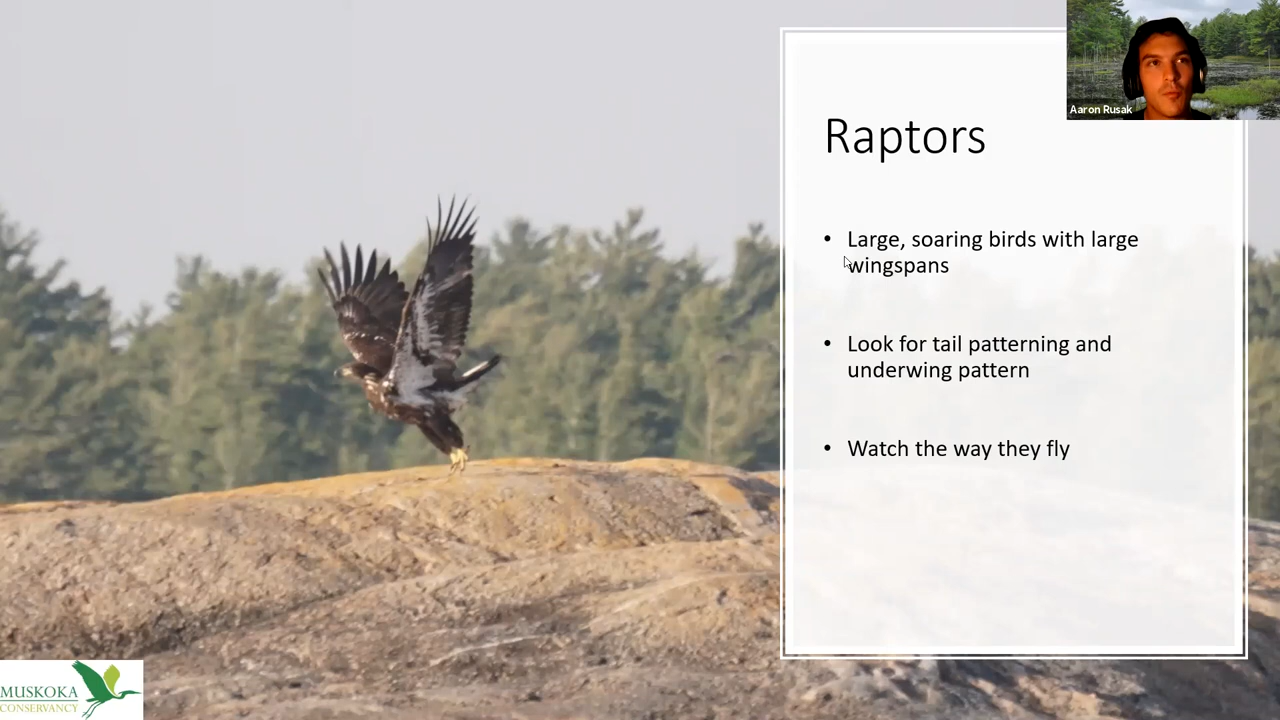 Aaron Rusak
Raptors
• Large, soaring birds with large
wingspans
• Look for tail patterning and
underwing pattern
• Watch the way they fly
MUSKOKA
CONSERVANCY